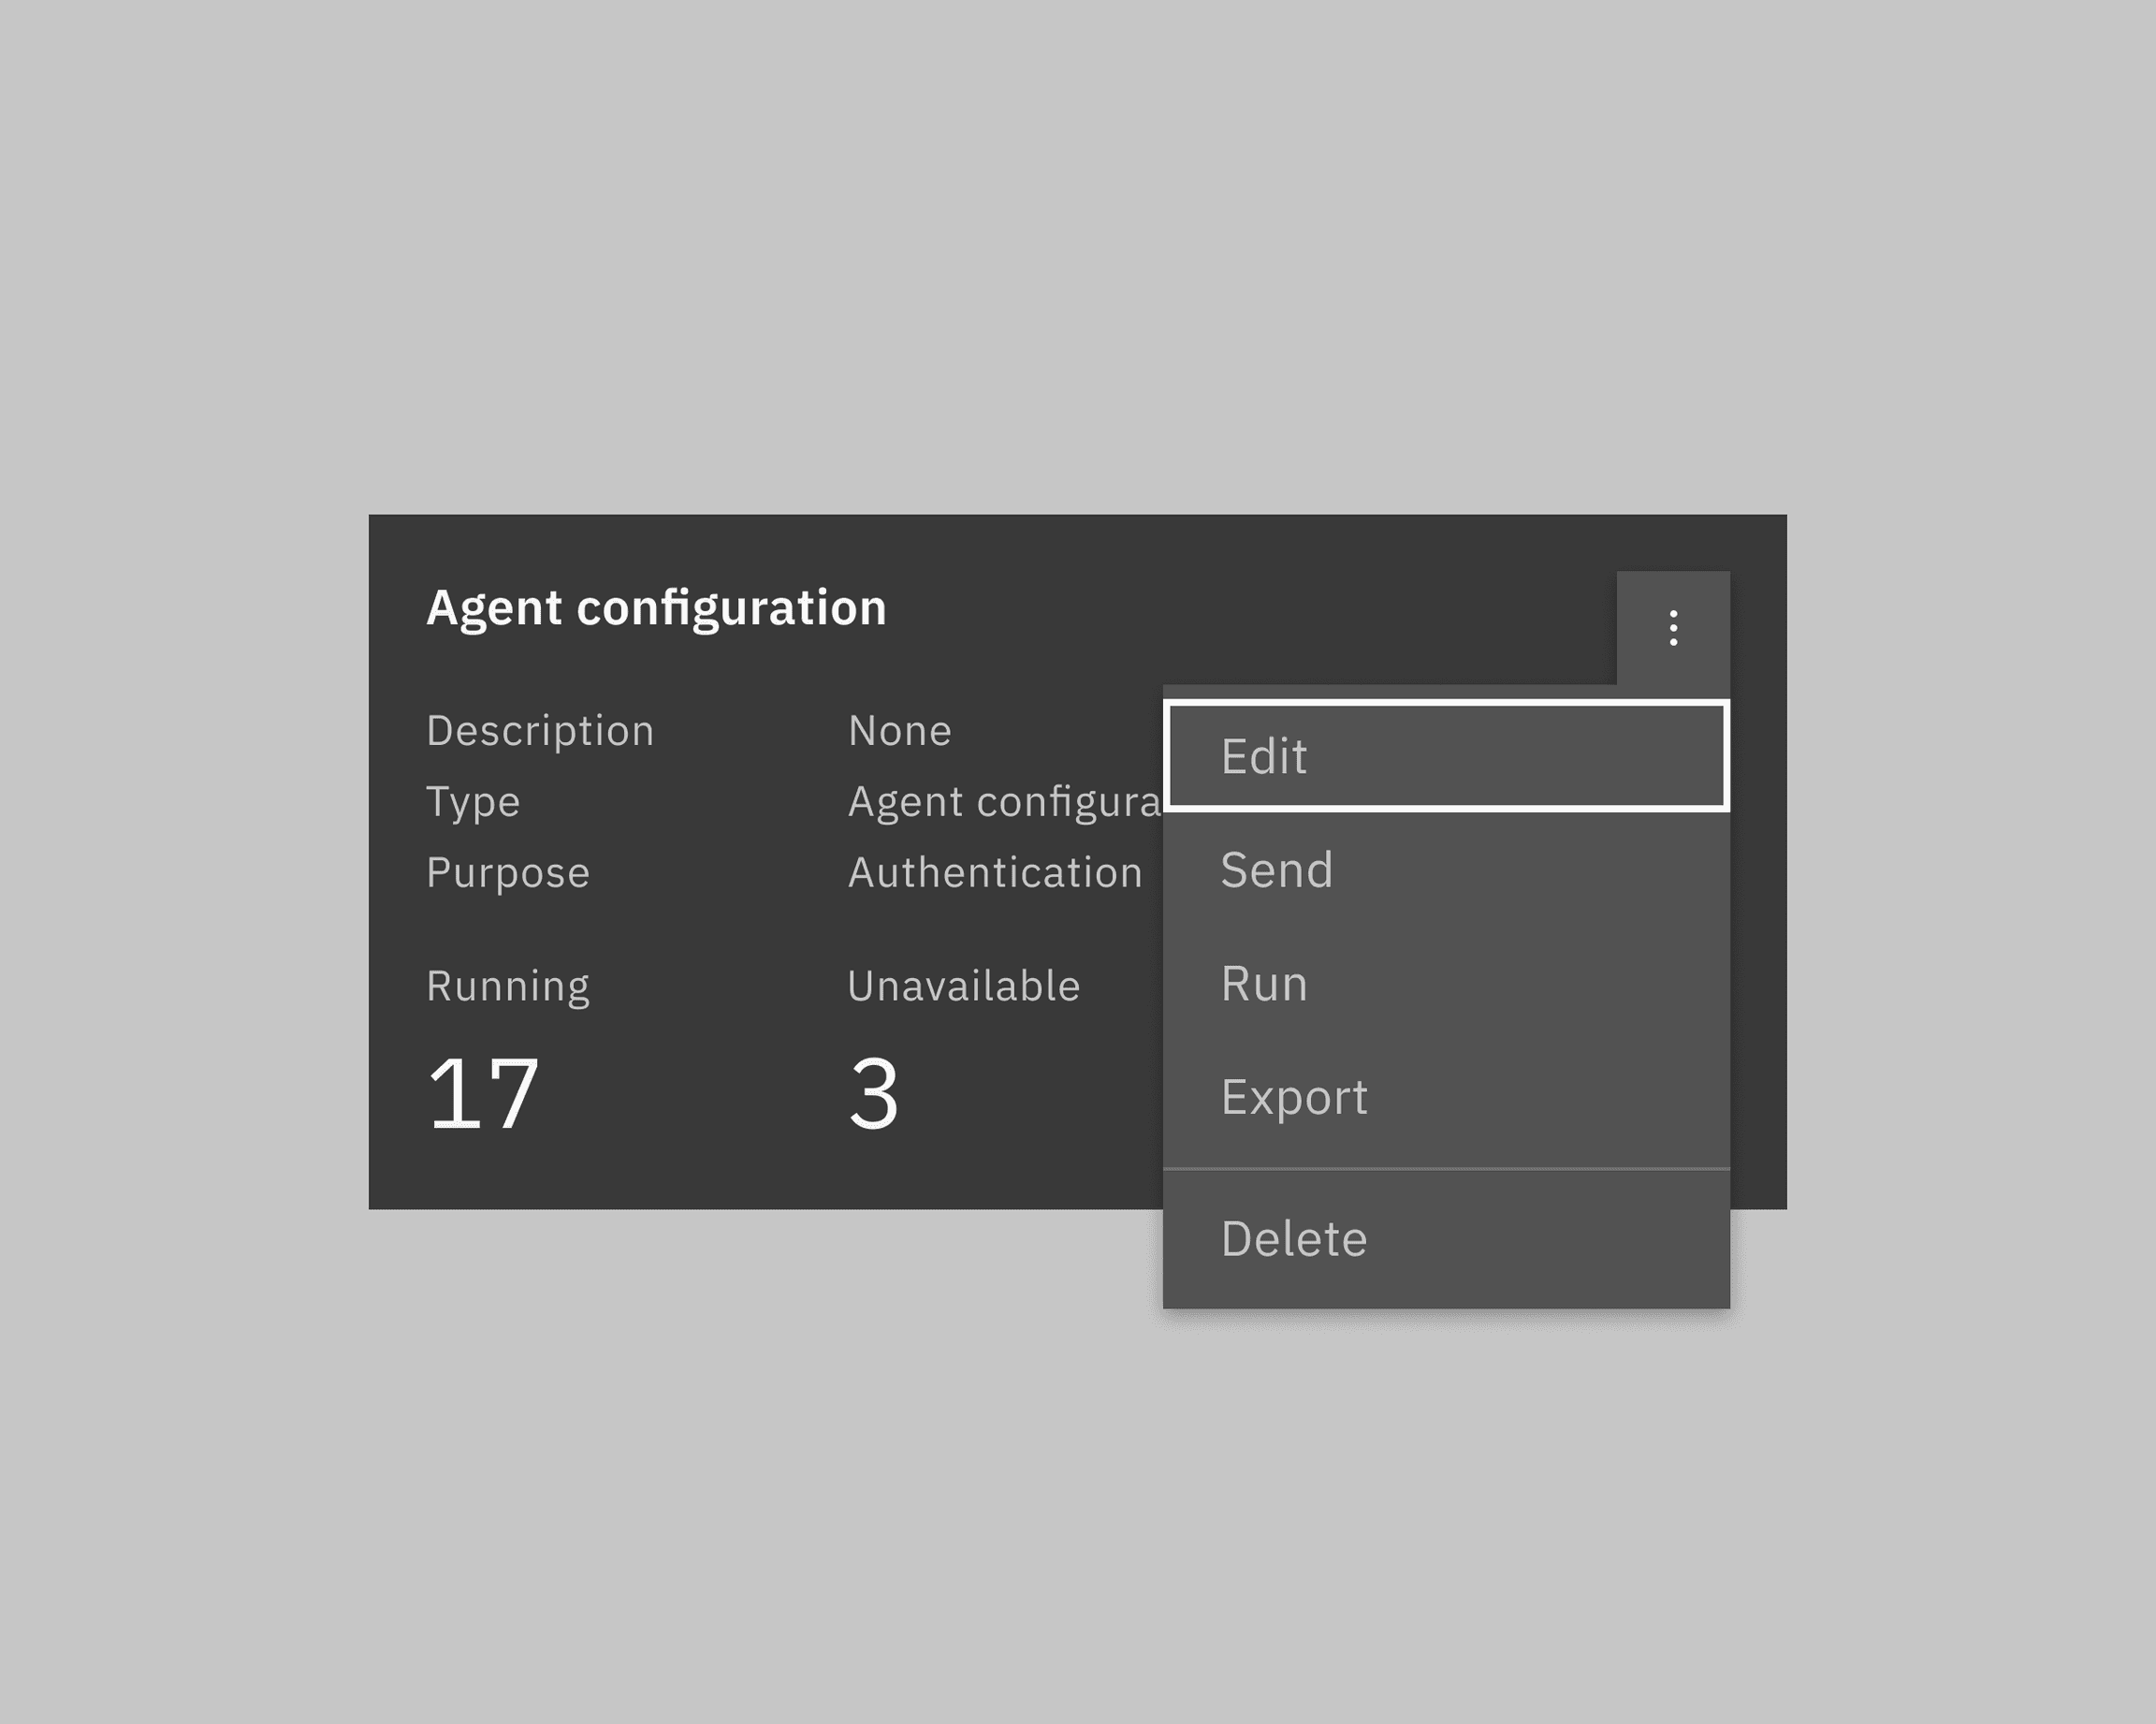 Agent configuration
Description None
Type Agent configura
Purpose Authentication
Running Unavailable
17 3
Edit
Send
Run
Export
Delete